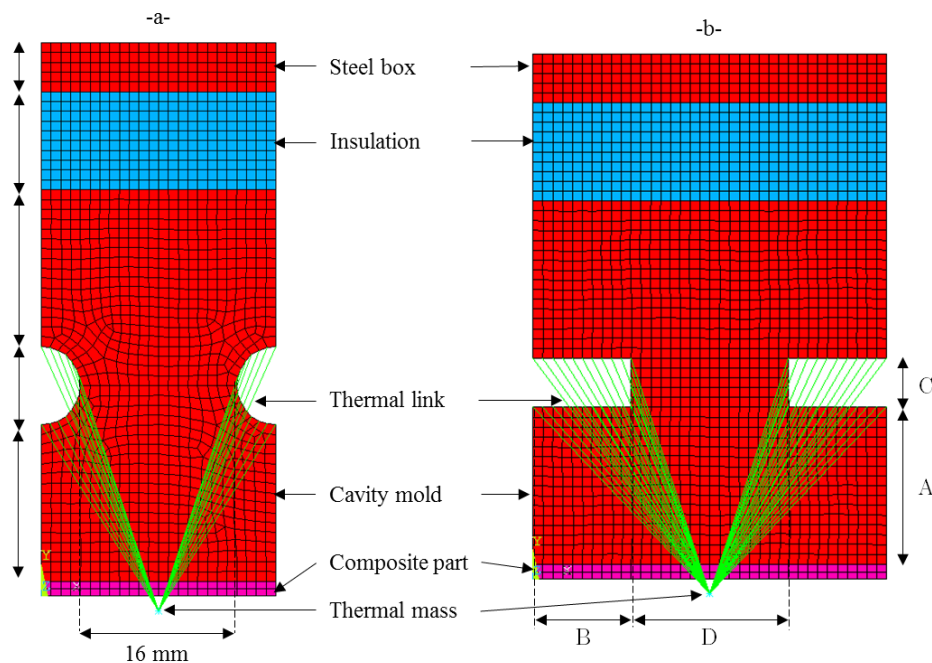 -a-
-b-
Steel box
Insulation
Thermal link
C
Cavity mold
A
Y
Y
Composite part
Thermal mass
B
D
16 mm